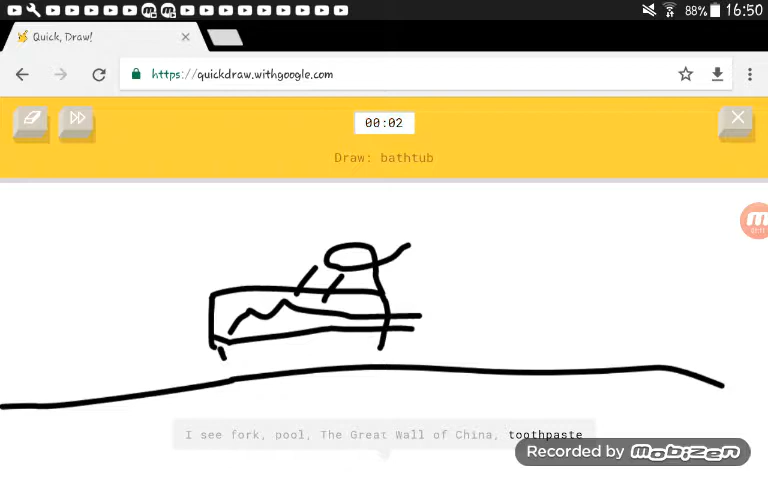 88% 16:50
Quick, Draw!
https://quickdraw.withgoogle.com
00:02
Draw: bathtub
I see fork, pool, The Great Wall of China, toothpaste
Recorded by mobizen